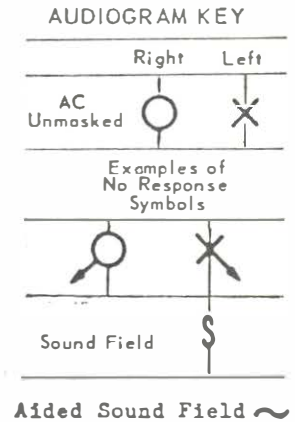 AUDIOGRAM KEY
Right Left
AC
Unmasked
Examples of
No Response
Symbols
Sound Field S
Aided Sound Field ~